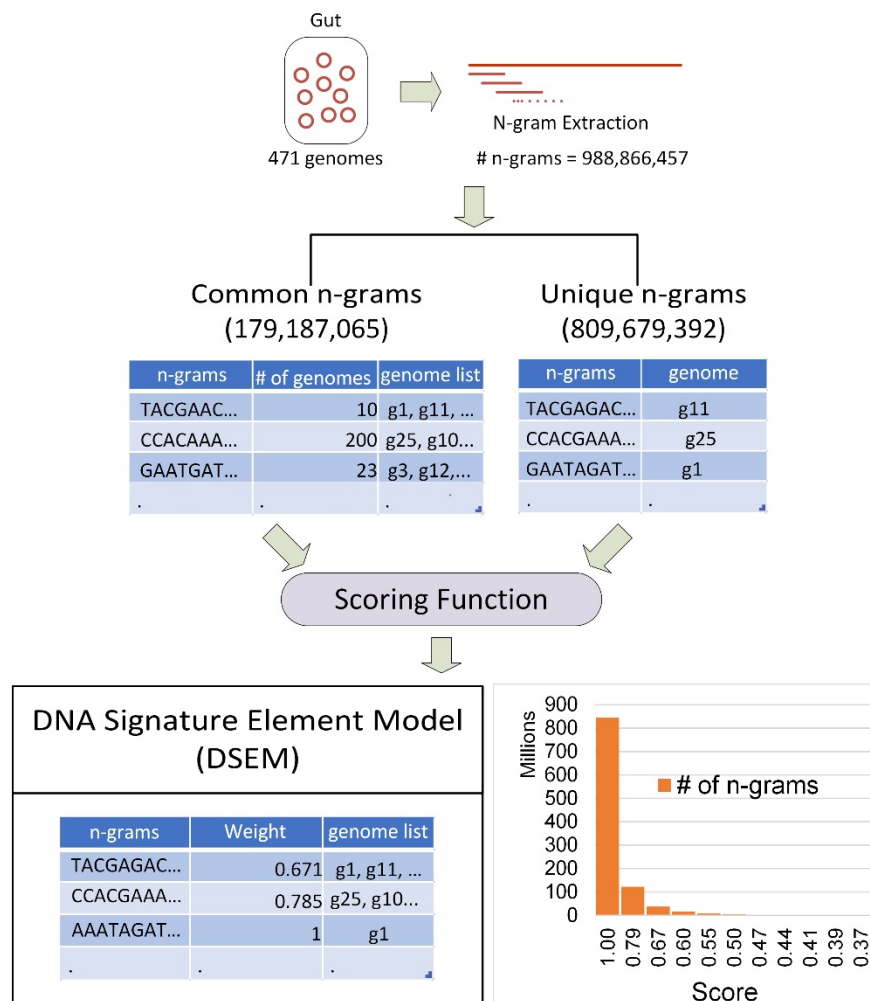 Gut
471 genomes
N-gram Extraction
# n-grams = 988,866,457
Common n-grams
(179,187,065)
Unique n-grams
(809,679,392)
n-grams # of genomes genome list
TACGAAC... 10 g1, g11, ...
CCACAAA... 200 g25, g10...
GAATGAT... 23 g3, g12,...
. . .
n-grams genome
TACGAGAC... g11
CCACGAAA... g25
GAATAGAT... g1
. .
Scoring Function
DNA Signature Element Model
(DSEM)
n-grams Weight genome list
TACGAGAC... 0.671 g1, g11, ...
CCACGAAA... 0.785 g25, g10...
AAATAGAT... 1 g1
. . .
Millions
900
800
700
600
500
400
300
200
100
0
# of n-grams
1.00 0.79 0.67 0.60 0.55 0.50 0.47 0.44 0.41 0.39 0.37
Score